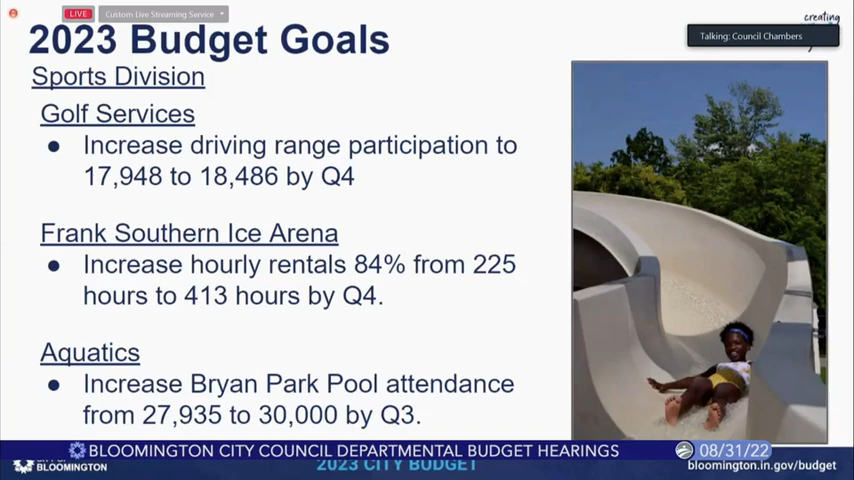 LIVE
Custom Live Streaming Service
creating
Talking: Council Chambers
2023 Budget Goals
Sports Division
Golf Services
● Increase driving range participation to
17,948 to 18,486 by Q4
Frank Southern Ice Arena
● Increase hourly rentals 84% from 225
hours to 413 hours by Q4.
Aquatics
● Increase Bryan Park Pool attendance
from 27,935 to 30,000 by Q3.
BLOOMINGTON CITY COUNCIL DEPARTMENTAL BUDGET HEARINGS
08/31/22
BLOOMINGTON
2023 CITY BUDGET
bloomington.in.gov/budget